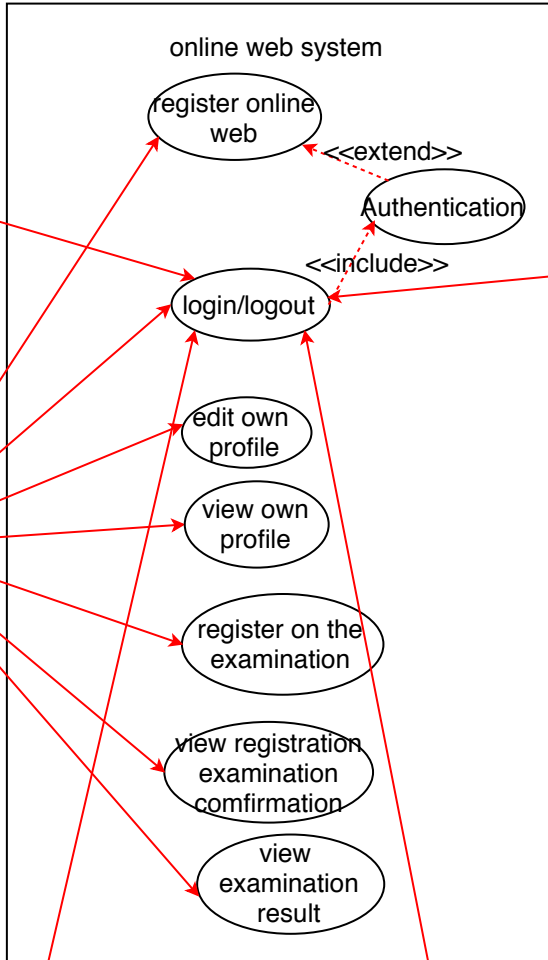 online web system
register online
web
<<extend>>
Authentication
<<include>>
login/logout
edit own
profile
view own
profile
register on the
examination
view registration
examination
comfirmation
view
examination
result